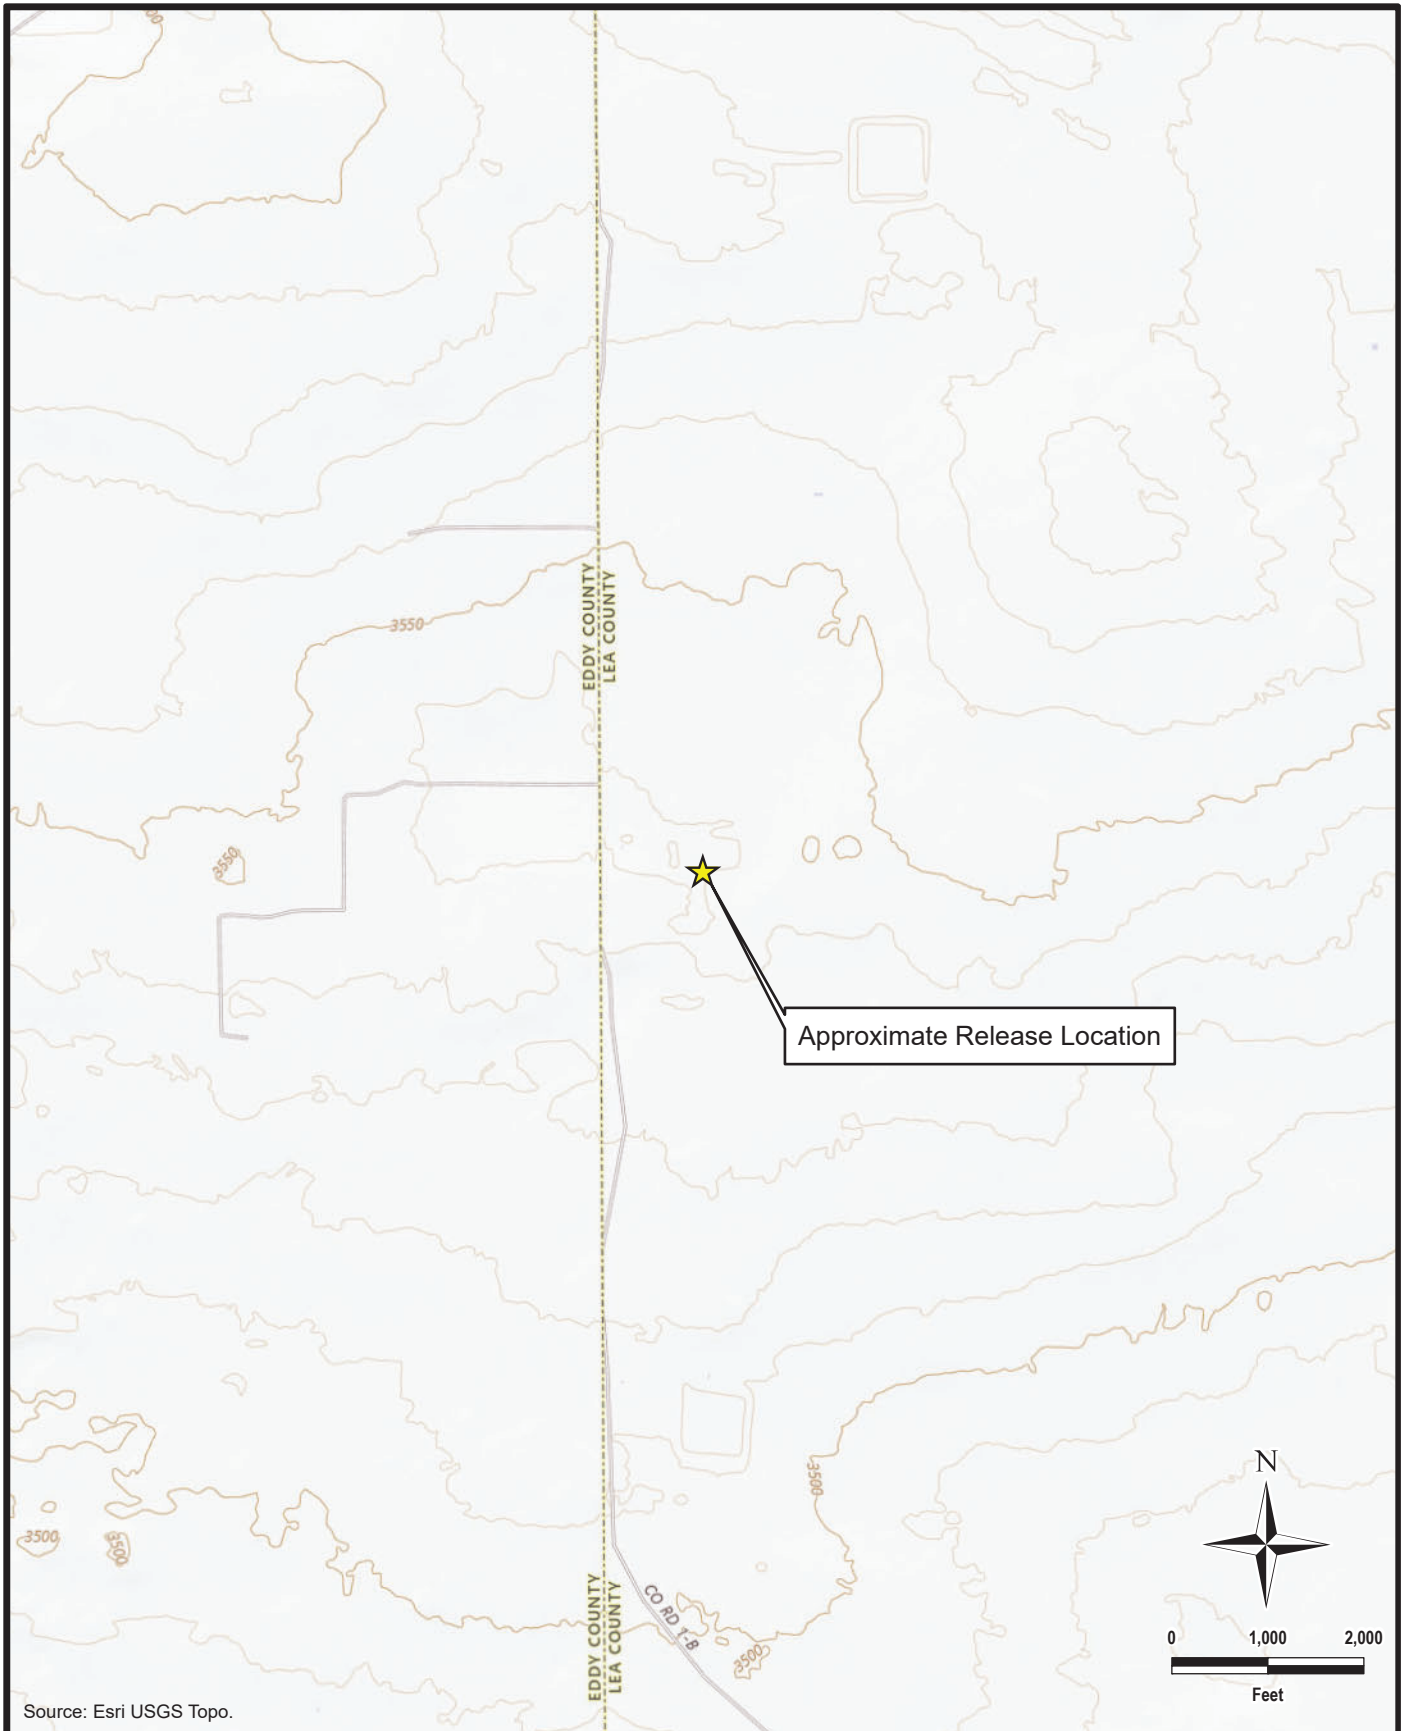 00
3550
EDDY COUNTY
LEA COUNTY
3550
Approximate Release Location
3500
3500
3500
EDDY COUNTY
LEA COUNTY
CO RD 1-B
3500
N
0 1,000 2,000
Feet
Source: Esri USGS Topo.